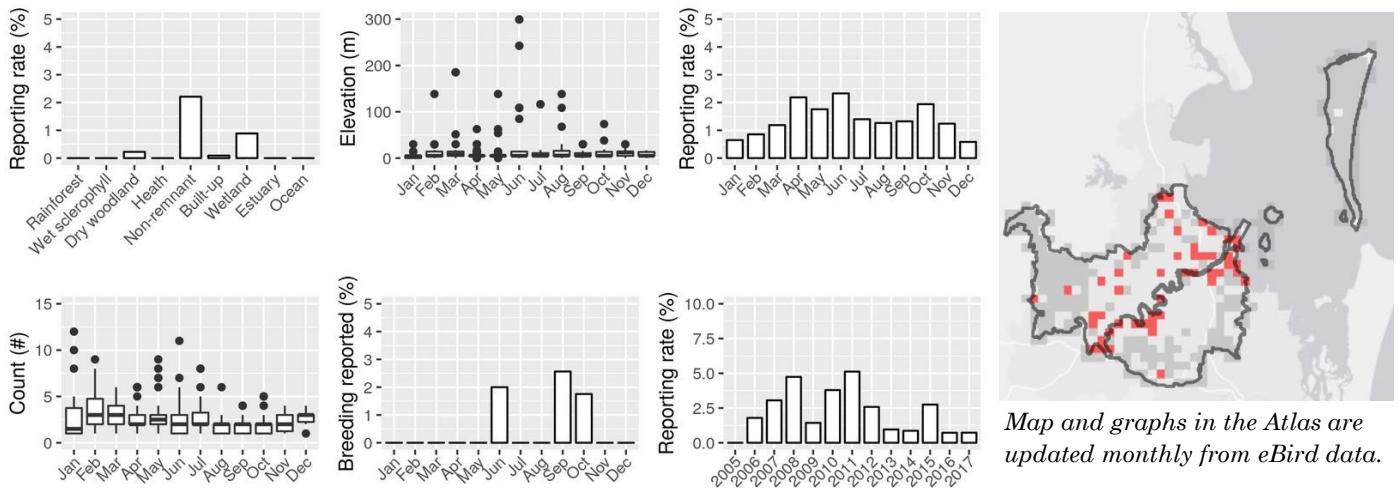 Reporting rate (%)
5
4
3
2
1
0
Rainforest
Wet sclerophyll
Dry woodland
Heath
Non-remnant
Built-up
Wetland
Estuary
Ocean
Elevation (m)
300
200
100
0
Jan
Feb
Mar
Apr
May
Jun
Jul
Aug
Sep
Oct
Nov
Dec
Reporting rate (%)
5
4
3
2
1
0
Jan
Feb
Mar
Apr
May
Jun
Jul
Aug
Sep
Oct
Nov
Dec
Count (#)
15
10
5
0
Jan
Feb
Mar
Apr
May
Jun
Jul
Aug
Sep
Oct
Nov
Dec
Breeding reported (%)
5
4
3
2
1
0
Jan
Feb
Mar
Apr
May
Jun
Jul
Aug
Sep
Oct
Nov
Dec
Reporting rate (%)
10.0
7.5
5.0
2.5
0.0
2005
2006
2007
2008
2009
2010
2011
2012
2013
2014
2015
2016
2017
Map and graphs in the Atlas are
updated monthly from eBird data.